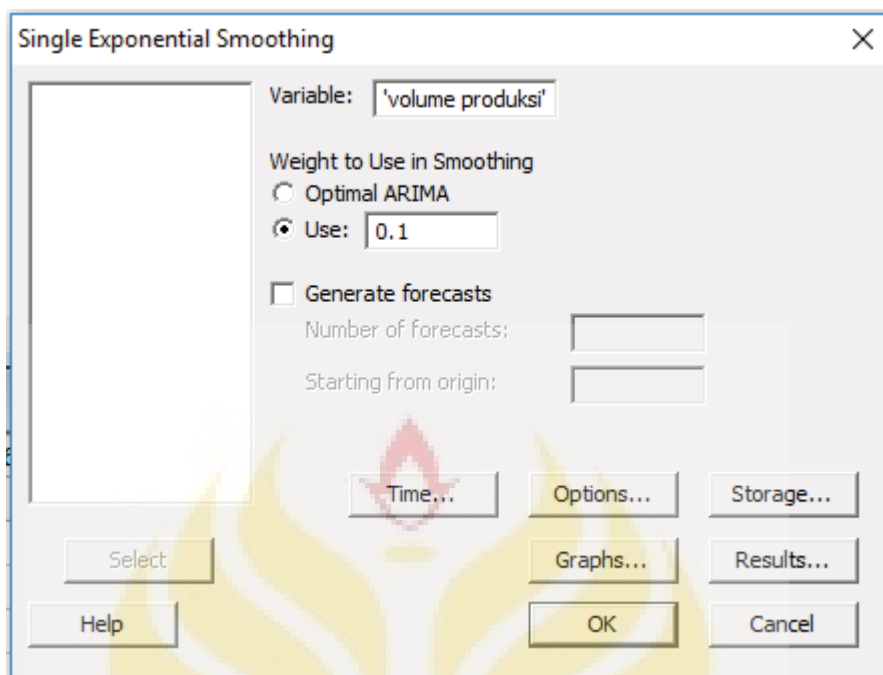 Single Exponential Smoothing
Variable: 'volume produksi'
Weight to Use in Smoothing
Optimal ARIMA
Use: 0.1
Generate forecasts
Number of forecasts:
Starting from origin:
Time... Options... Storage...
Select Graphs... Results...
Help OK Cancel